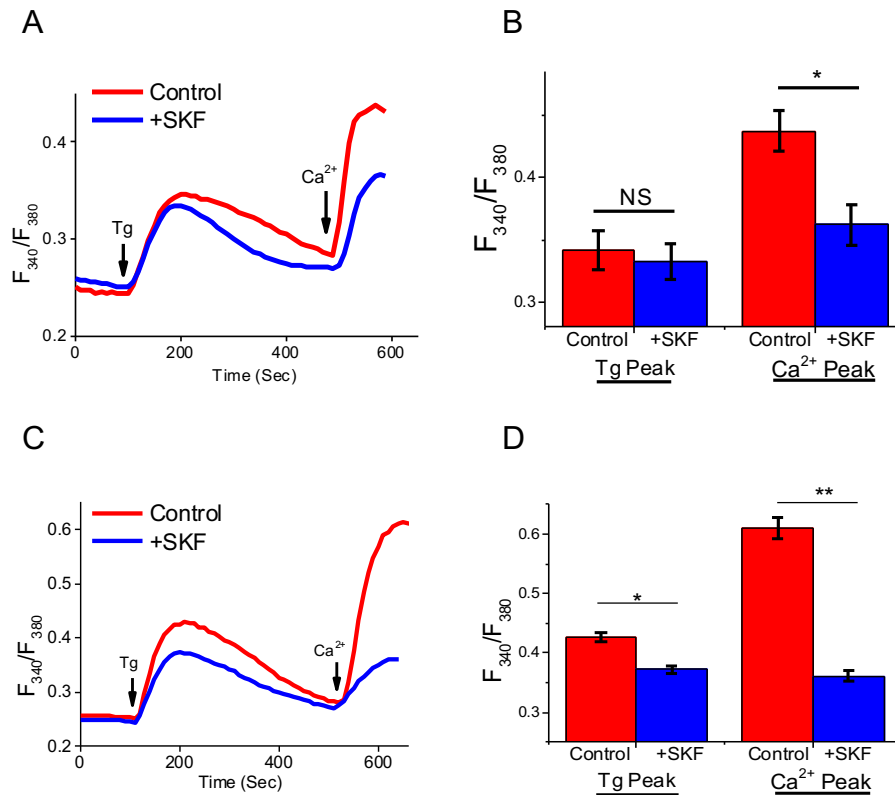 A
Control
+SKF
Tg
Ca²⁺
F340/F380
0.4
0.3
0.2
0 200 400 600
Time (Sec)
B
*
NS
F340/F380
0.4
0.3
Control +SKF Control +SKF
Tg Peak Ca²⁺ Peak
C
Control
+SKF
Tg
Ca²⁺
F340/F380
0.6
0.5
0.4
0.3
0.2
0 200 400 600
Time (Sec)
D
**
*
F340/F380
0.6
0.5
0.4
0.3
Control +SKF Control +SKF
Tg Peak Ca²⁺ Peak